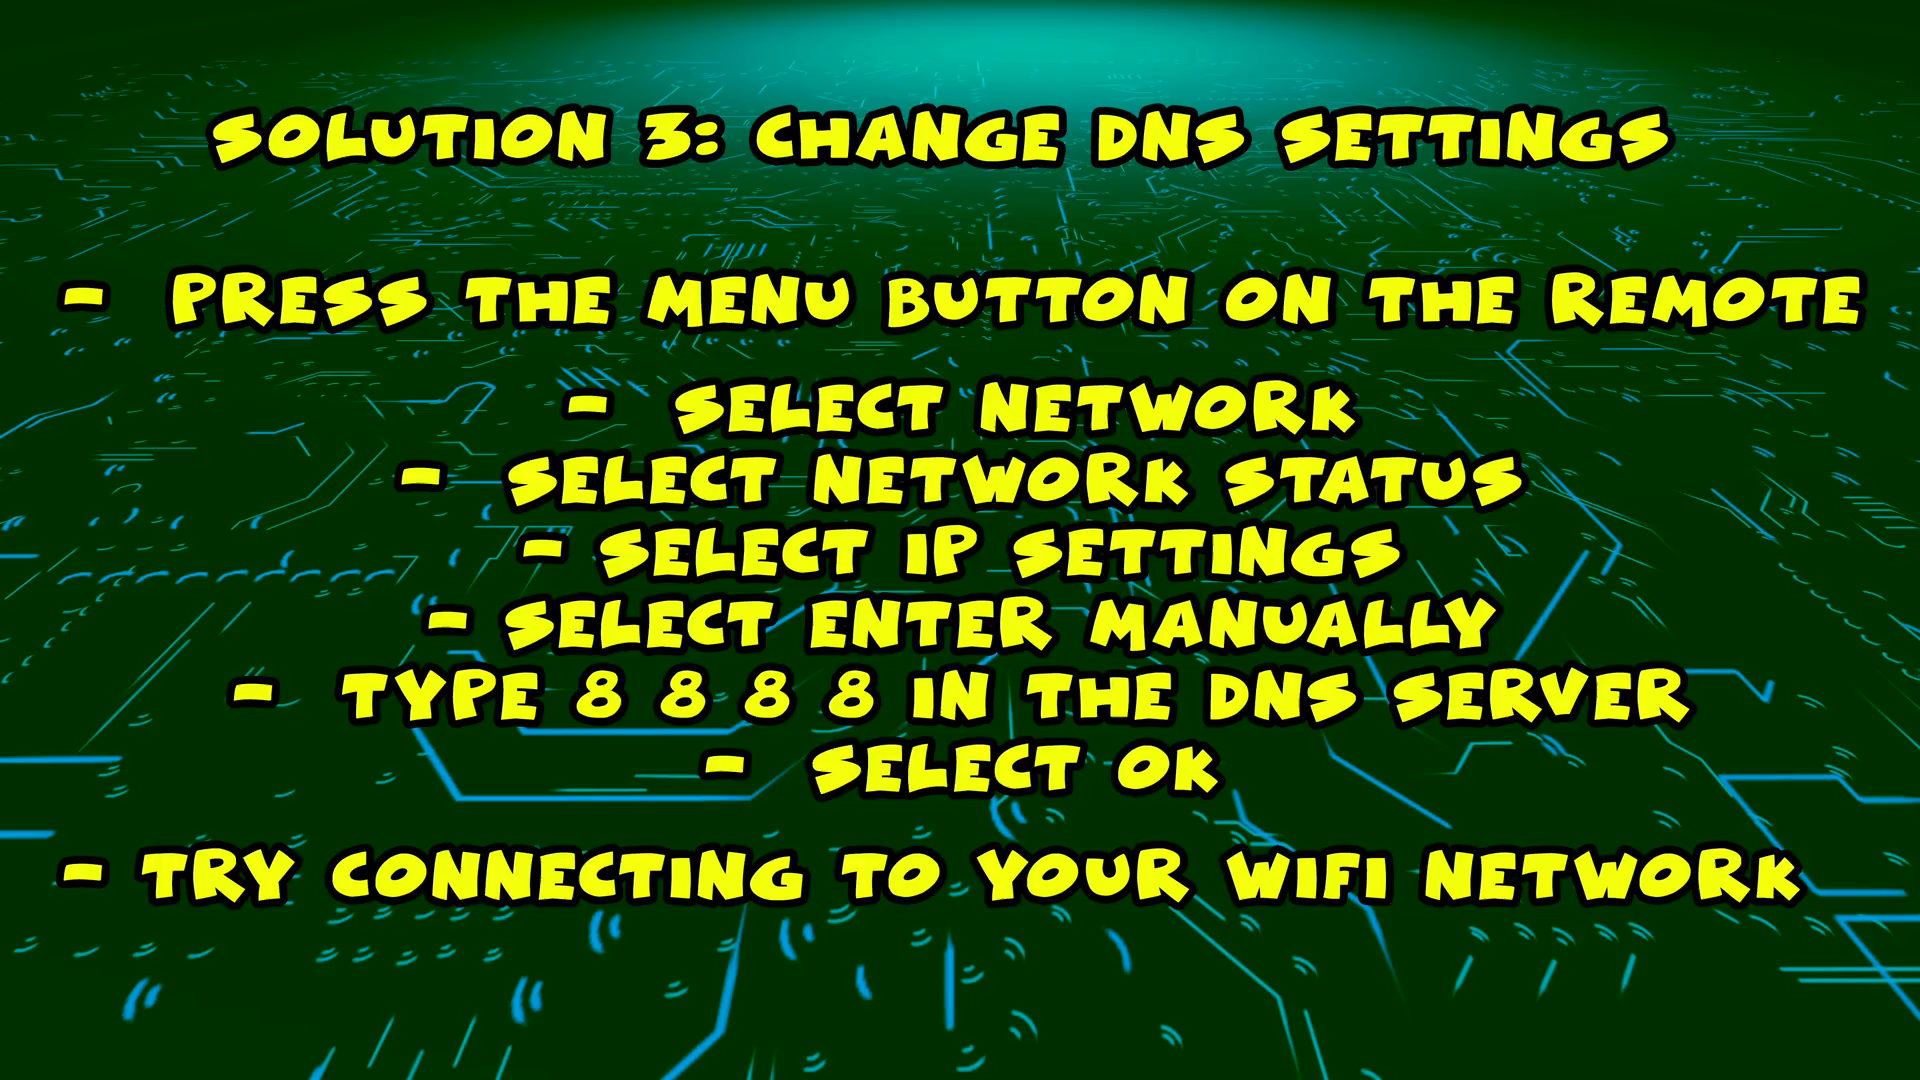 SOLUTION 3: CHANGE DNS SETTINGS
- PRESS THE MENU BUTTON ON THE REMOTE
- SELECT NETWORK
- SELECT NETWORK STATUS
- SELECT IP SETTINGS
- SELECT ENTER MANUALLY
- TYPE 8 8 8 8 IN THE DNS SERVER
- SELECT OK
- TRY CONNECTING TO YOUR WIFI NETWORK